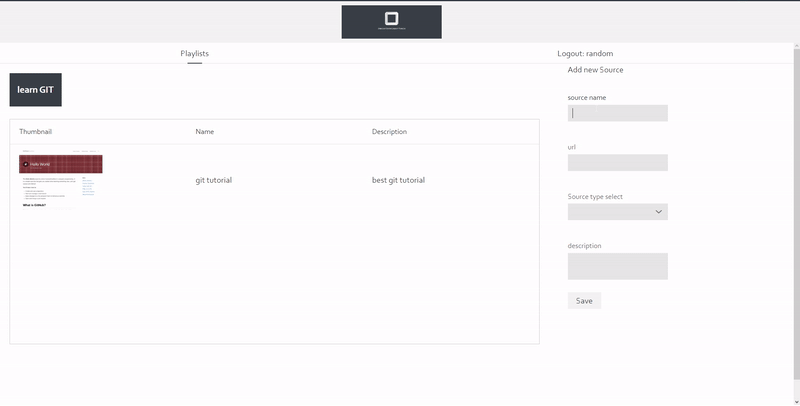 Playlists
Logout: random
learn GIT
Add new Source
source name
Thumbnail
Name
Description
Hello World
git tutorial
best git tutorial
url
Source type select
description
Save
What is GitHub?